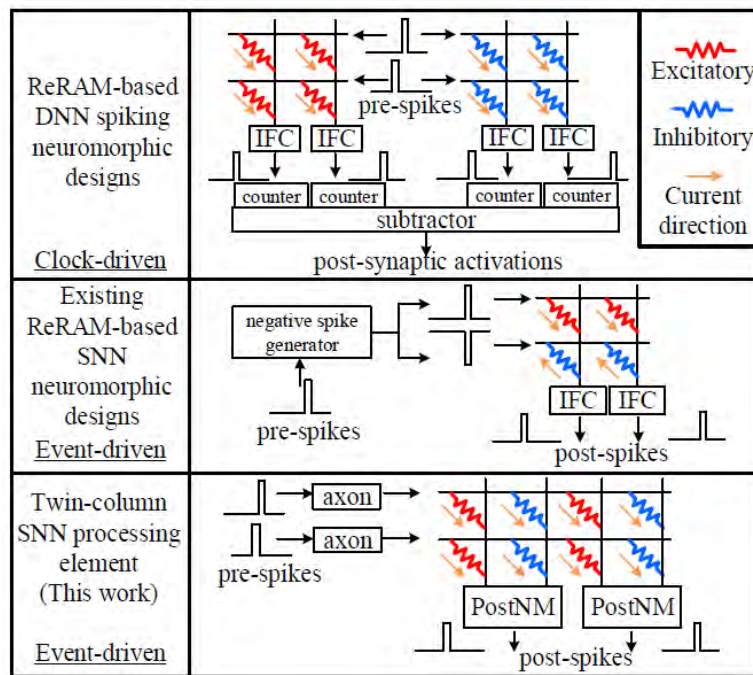 ReRAM-based
DNN spiking
neuromorphic
designs
Clock-driven
pre-spikes
IFC IFC IFC IFC
counter counter counter counter
subtractor
post-synaptic activations
Excitatory
Inhibitory
Current
direction
Existing
ReRAM-based
SNN
neuromorphic
designs
Event-driven
negative spike
generator
pre-spikes
IFC IFC
post-spikes
Twin-column
SNN processing
element
(This work)
Event-driven
axon
axon
pre-spikes
PostNM PostNM
post-spikes